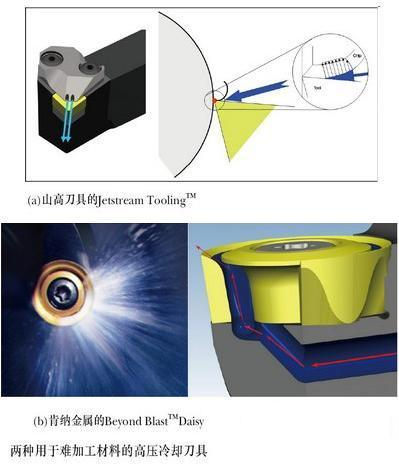 Chip
Tool
(a)山高刀具的Jetstream Tooling™
(b)肯纳金属的Beyond Blast™Daisy
两种用于难加工材料的高压冷却刀具